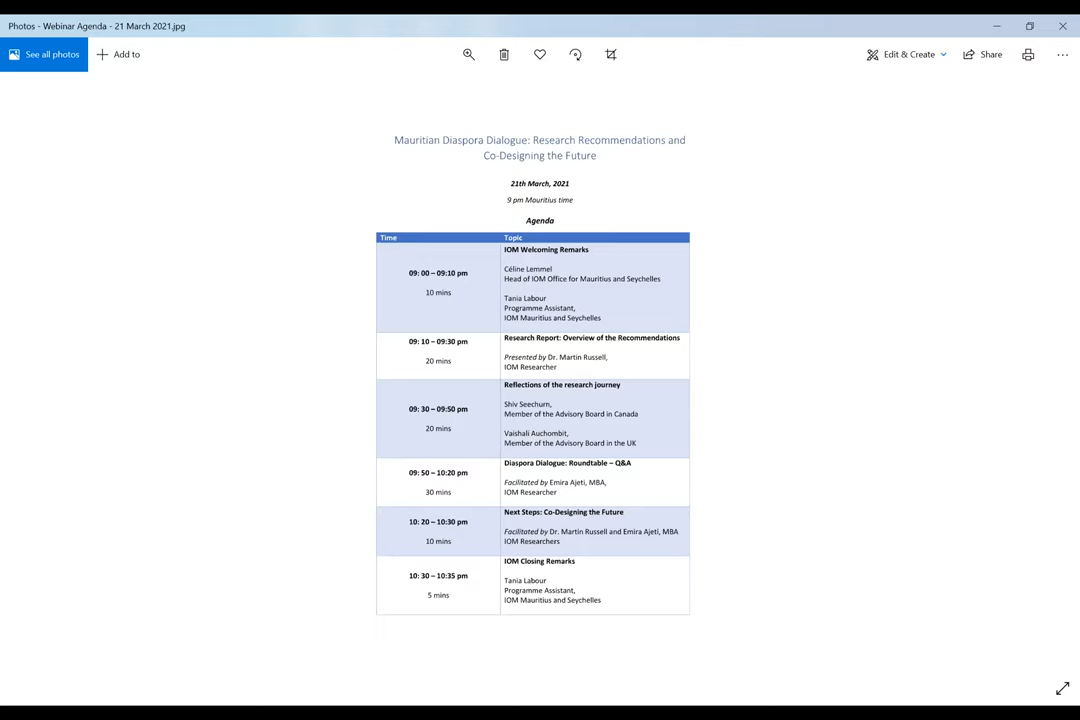 Photos - Webinar Agenda - 21 March 2021.jpg
See all photos
Add to
Edit & Create
Share
Mauritian Diaspora Dialogue: Research Recommendations and
Co-Designing the Future
21th March, 2021
9 pm Mauritius time
Agenda
Time Topic
09: 00 – 09:10 pm
10 mins
IOM Welcoming Remarks
Céline Lemmel
Head of IOM Office for Mauritius and Seychelles
Tania Labour
Programme Assistant,
IOM Mauritius and Seychelles
09: 10 – 09:30 pm
20 mins
Research Report: Overview of the Recommendations
Presented by Dr. Martin Russell,
IOM Researcher
09: 30 – 09:50 pm
20 mins
Reflections of the research journey
Shiv Seechurn,
Member of the Advisory Board in Canada
Vaishali Auchombit,
Member of the Advisory Board in the UK
09: 50 – 10:20 pm
30 mins
Diaspora Dialogue: Roundtable – Q&A
Facilitated by Emira Ajeti, MBA,
IOM Researcher
10: 20 – 10:30 pm
10 mins
Next Steps: Co-Designing the Future
Facilitated by Dr. Martin Russell and Emira Ajeti, MBA
IOM Researchers
10: 30 – 10:35 pm
5 mins
IOM Closing Remarks
Tania Labour
Programme Assistant,
IOM Mauritius and Seychelles